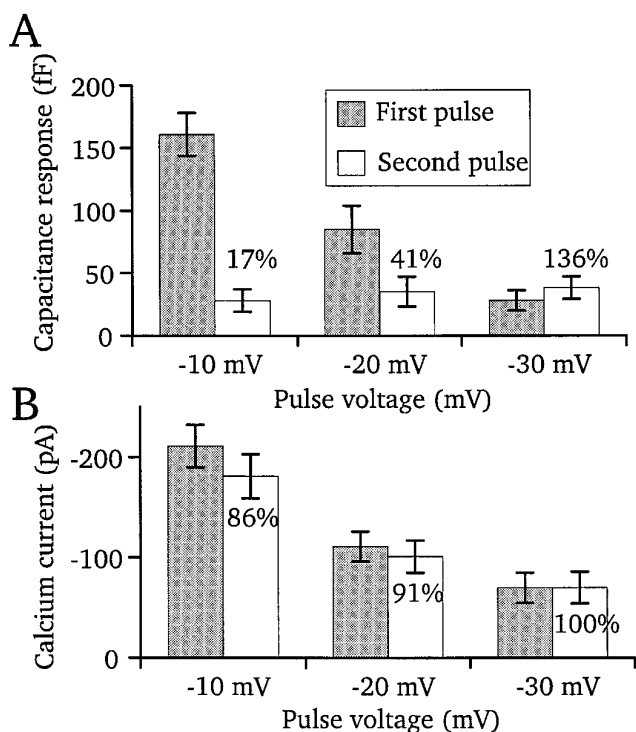 A
Capacitance response (fF)
200
150
100
50
0
First pulse
Second pulse
17%
41%
136%
-10 mV
-20 mV
-30 mV
Pulse voltage (mV)
B
Calcium current (pA)
-200
-100
0
86%
91%
100%
-10 mV
-20 mV
-30 mV
Pulse voltage (mV)